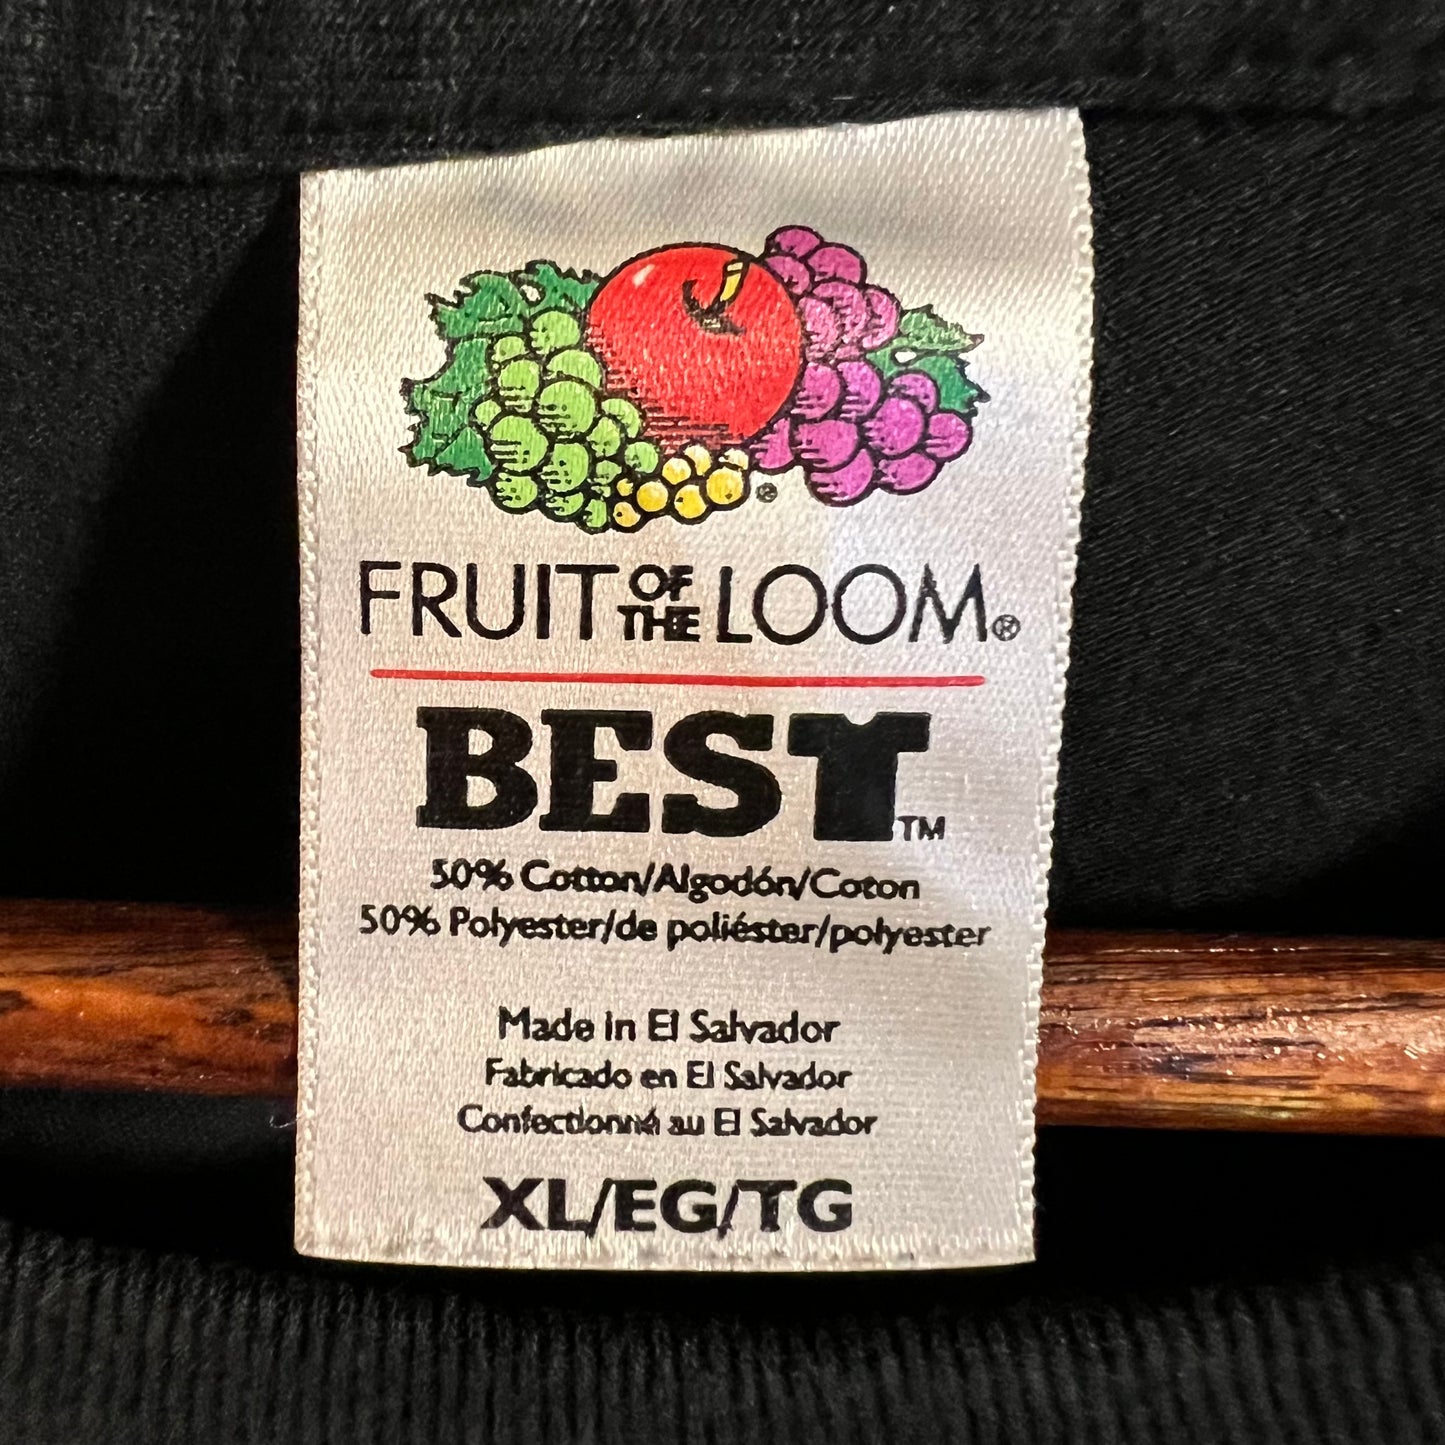 ®
FRUIT OF THE LOOM®
BEST™
50% Cotton/Algodón/Coton
50% Polyester/de poliéster/polyester
Made in El Salvador
Fabricado en El Salvador
Confectionné au El Salvador
XL/EG/TG